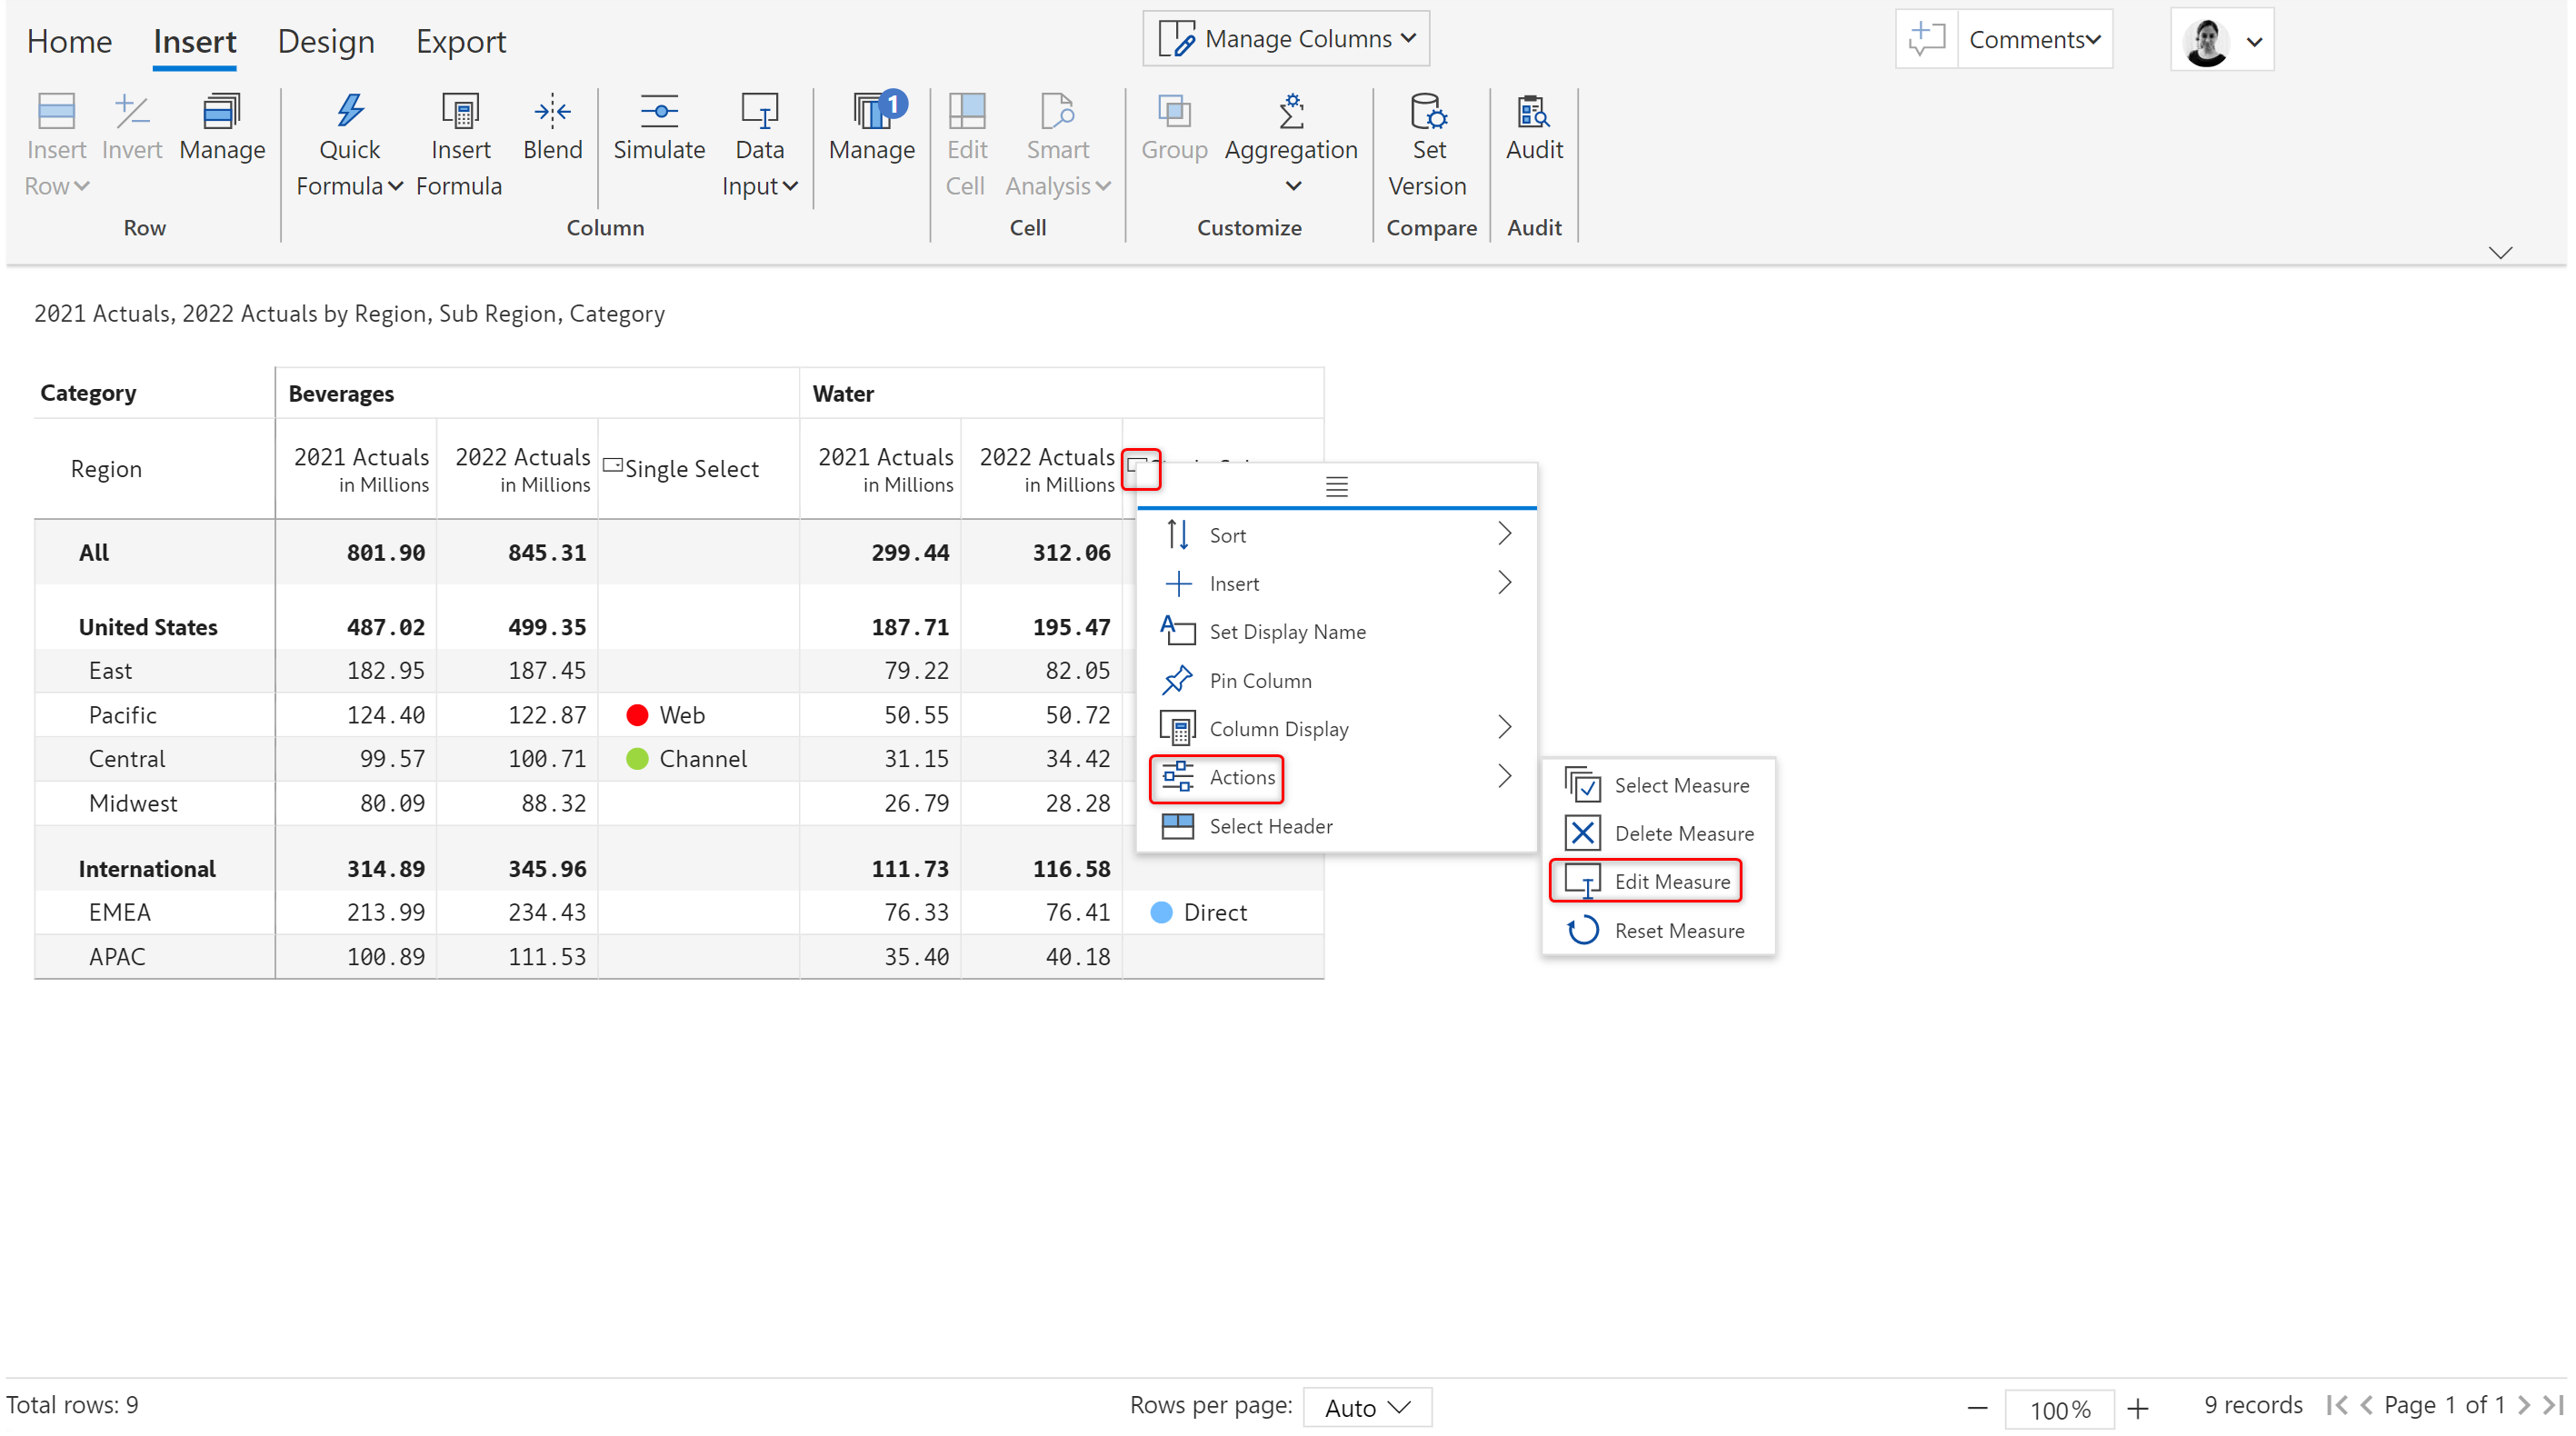 Home Insert Design Export Manage Columns Comments
Insert Row Invert Manage Quick Formula Insert Formula Blend Simulate Data Input Manage 1 Edit Cell Smart Analysis Group Aggregation Set Version Audit
Row Column Cell Customize Compare Audit
2021 Actuals, 2022 Actuals by Region, Sub Region, Category
Category Beverages Water
Region 2021 Actuals in Millions 2022 Actuals in Millions Single Select 2021 Actuals in Millions 2022 Actuals in Millions
All 801.90 845.31 299.44 312.06
United States 487.02 499.35 187.71 195.47
East 182.95 187.45 79.22 82.05
Pacific 124.40 122.87 Web 50.55 50.72
Central 99.57 100.71 Channel 31.15 34.42
Midwest 80.09 88.32 26.79 28.28
International 314.89 345.96 111.73 116.58
EMEA 213.99 234.43 76.33 76.41 Direct
APAC 100.89 111.53 35.40 40.18
Sort
Insert
Set Display Name
Pin Column
Column Display
Actions
Select Header
Select Measure
Delete Measure
Edit Measure
Reset Measure
Total rows: 9 Rows per page: Auto 100% 9 records Page 1 of 1